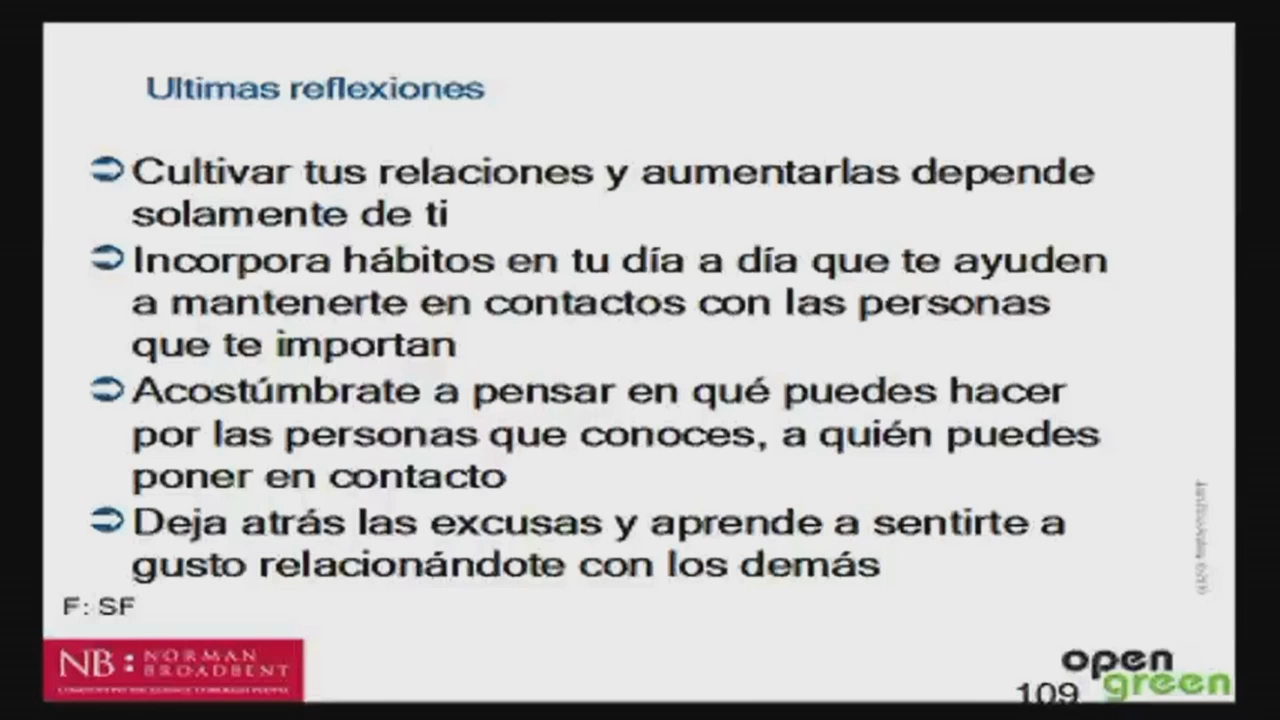 Ultimas reflexiones
Cultivar tus relaciones y aumentarlas depende
solamente de ti
Incorpora hábitos en tu día a día que te ayuden
a mantenerte en contactos con las personas
que te importan
Acostúmbrate a pensar en qué puedes hacer
por las personas que conoces, a quién puedes
poner en contacto
Deja atrás las excusas y aprende a sentirte a
gusto relacionándote con los demás
F: SF
NB: NORMAN
BROADBENT
open
green
109